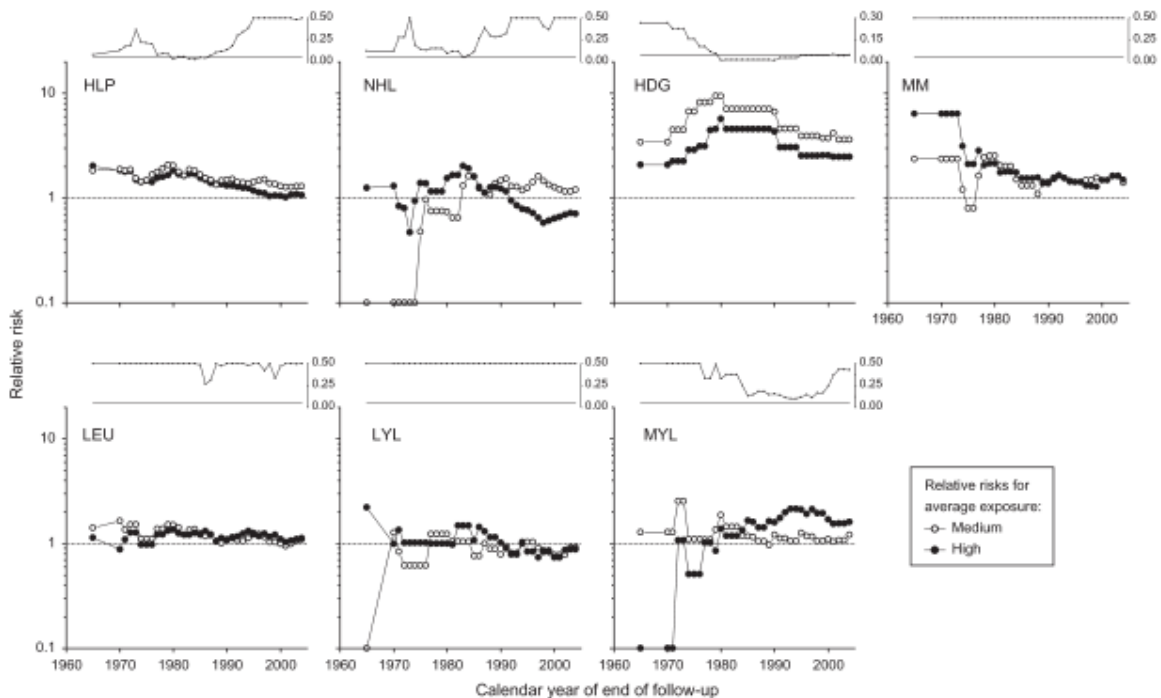 0.50
0.25
0.00
0.50
0.25
0.00
0.30
0.15
0.00
0.50
0.25
0.00
HLP
NHL
HDG
MM
10
1
0.1
1960 1970 1980 1990 2000
0.50
0.25
0.00
0.50
0.25
0.00
0.50
0.25
0.00
LEU
LYL
MYL
10
1
0.1
1960 1970 1980 1990 2000
1960 1970 1980 1990 2000
1960 1970 1980 1990 2000
Relative risk
Calendar year of end of follow-up
Relative risks for
average exposure:
Medium
High